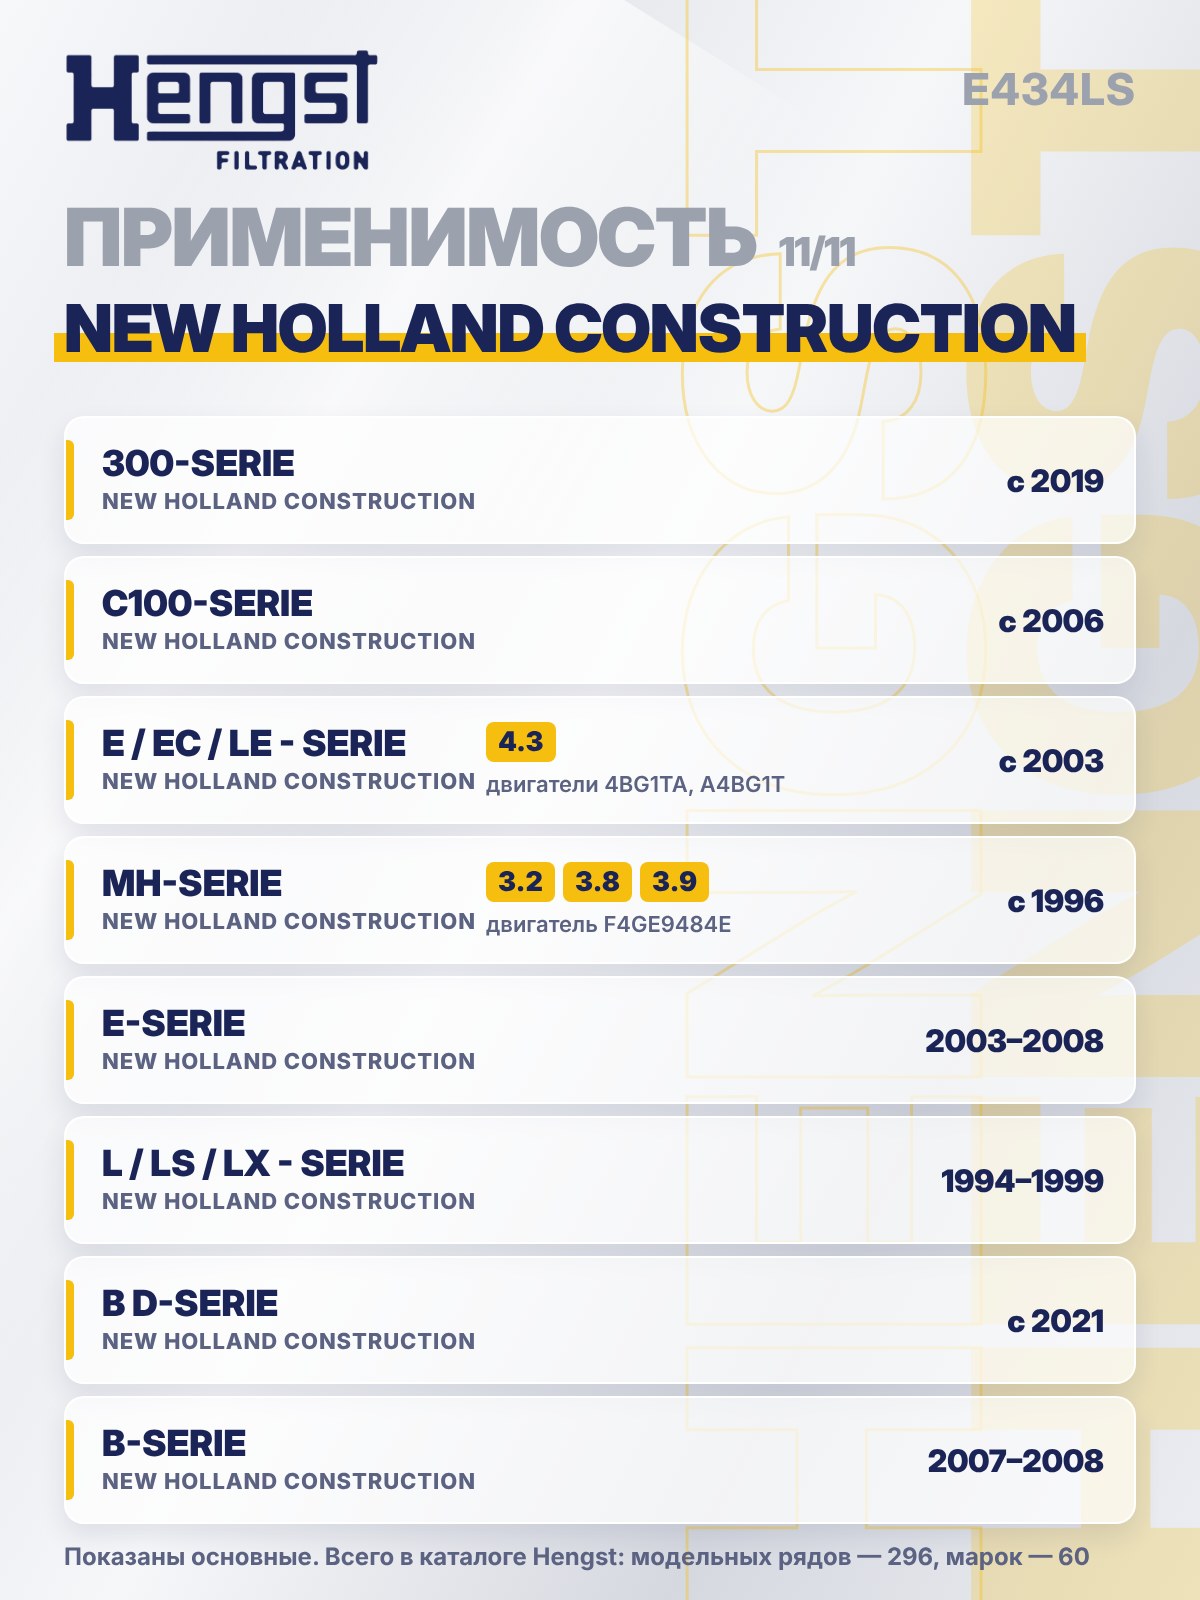 Hengst
FILTRATION
E434LS
ПРИМЕНИМОСТЬ 11/11
NEW HOLLAND CONSTRUCTION
300-SERIE
NEW HOLLAND CONSTRUCTION
с 2019
C100-SERIE
NEW HOLLAND CONSTRUCTION
с 2006
E / EC / LE - SERIE
NEW HOLLAND CONSTRUCTION
4.3
двигатели 4BG1TA, A4BG1T
с 2003
MH-SERIE
NEW HOLLAND CONSTRUCTION
3.2 3.8 3.9
двигатель F4GE9484E
с 1996
E-SERIE
NEW HOLLAND CONSTRUCTION
2003–2008
L / LS / LX - SERIE
NEW HOLLAND CONSTRUCTION
1994–1999
B D-SERIE
NEW HOLLAND CONSTRUCTION
с 2021
B-SERIE
NEW HOLLAND CONSTRUCTION
2007–2008
Показаны основные. Всего в каталоге Hengst: модельных рядов — 296, марок — 60
HENGST
HENGST